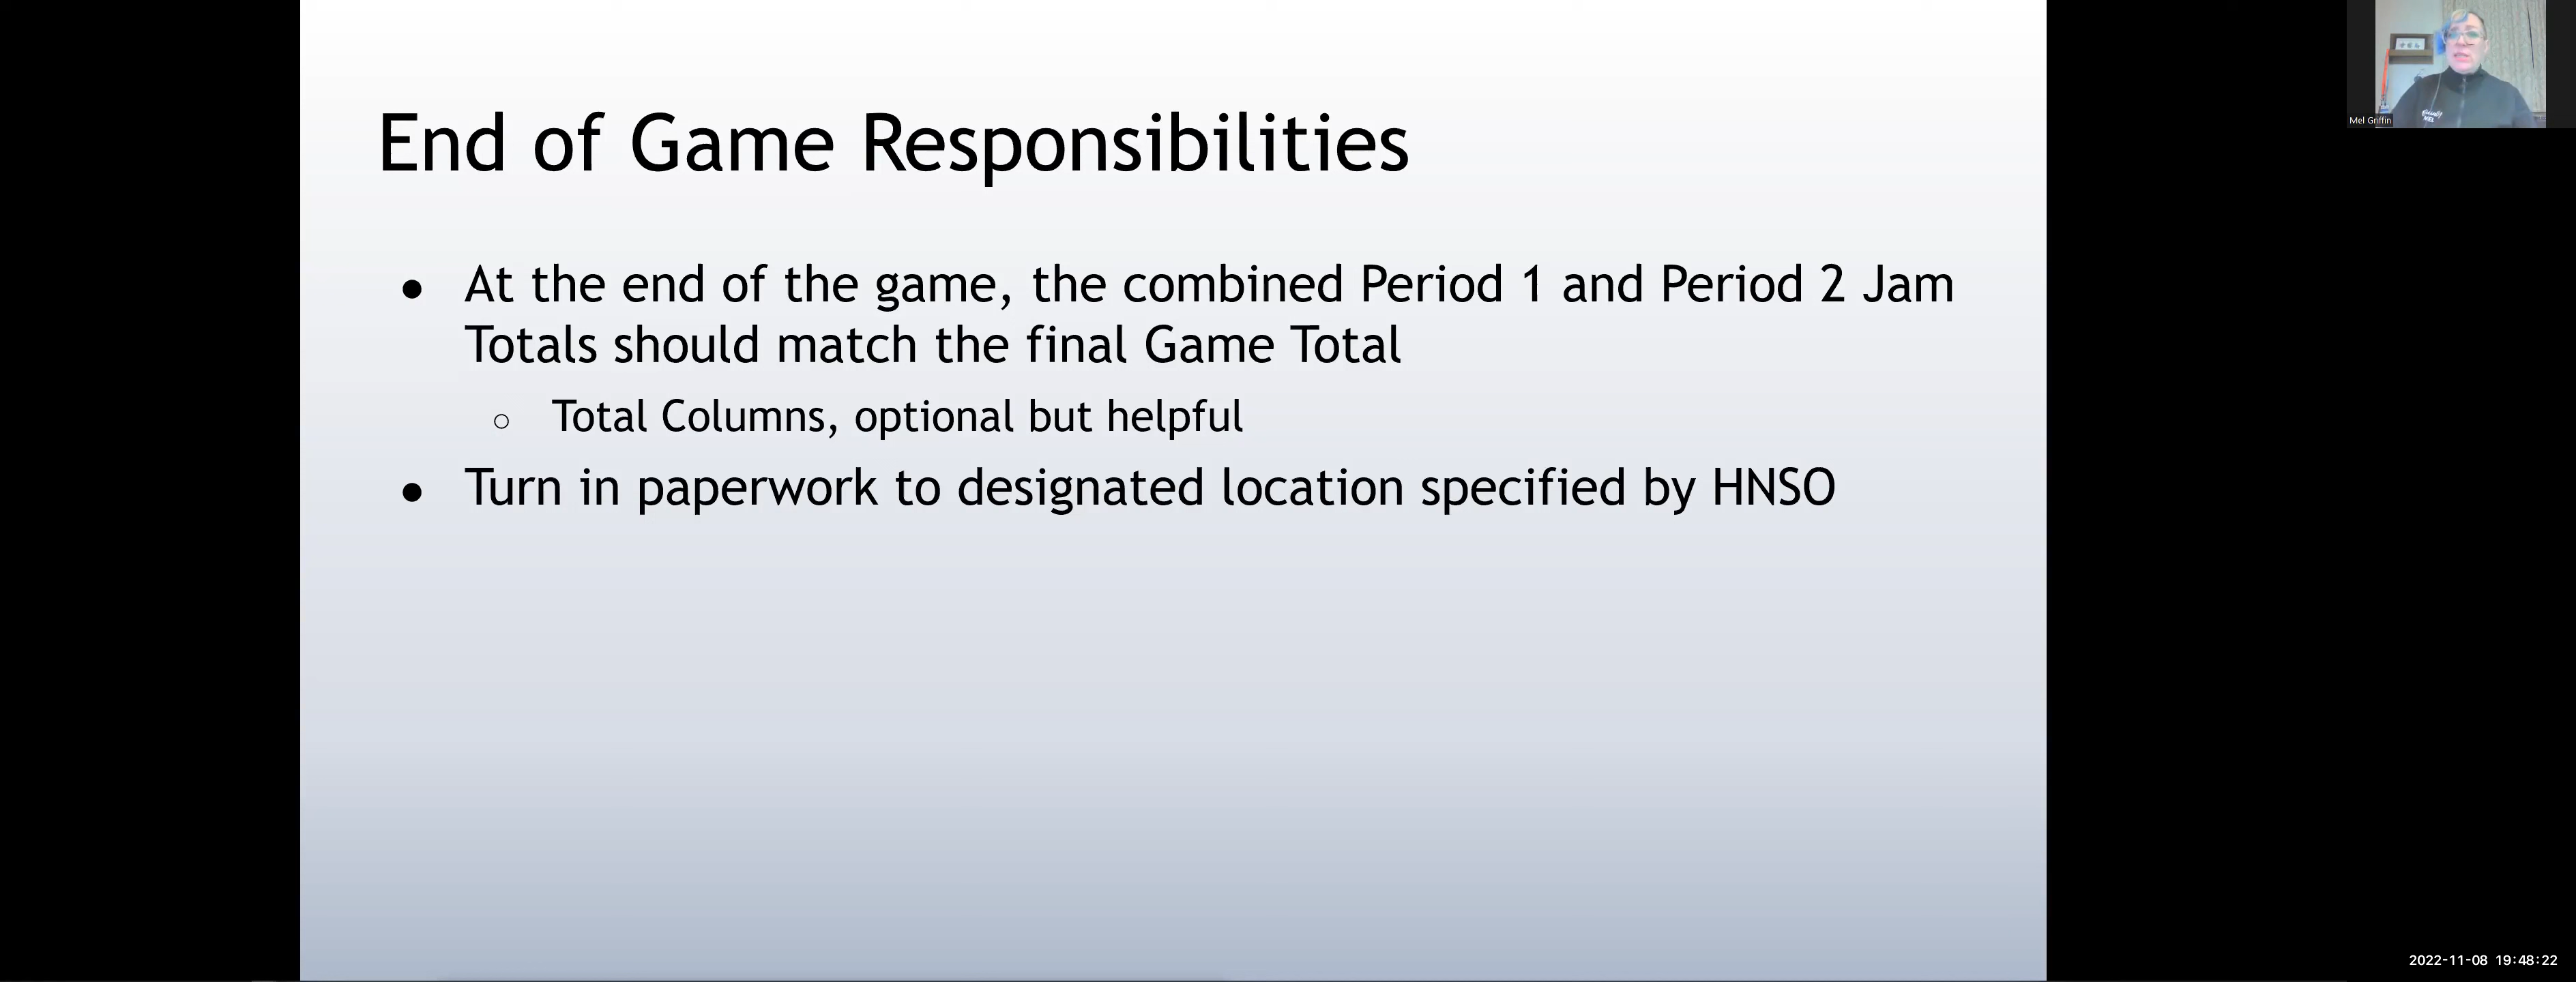 End of Game Responsibilities
● At the end of the game, the combined Period 1 and Period 2 Jam
Totals should match the final Game Total
○ Total Columns, optional but helpful
● Turn in paperwork to designated location specified by HNSO
Mel Griffin
2022-11-08 19:48:22